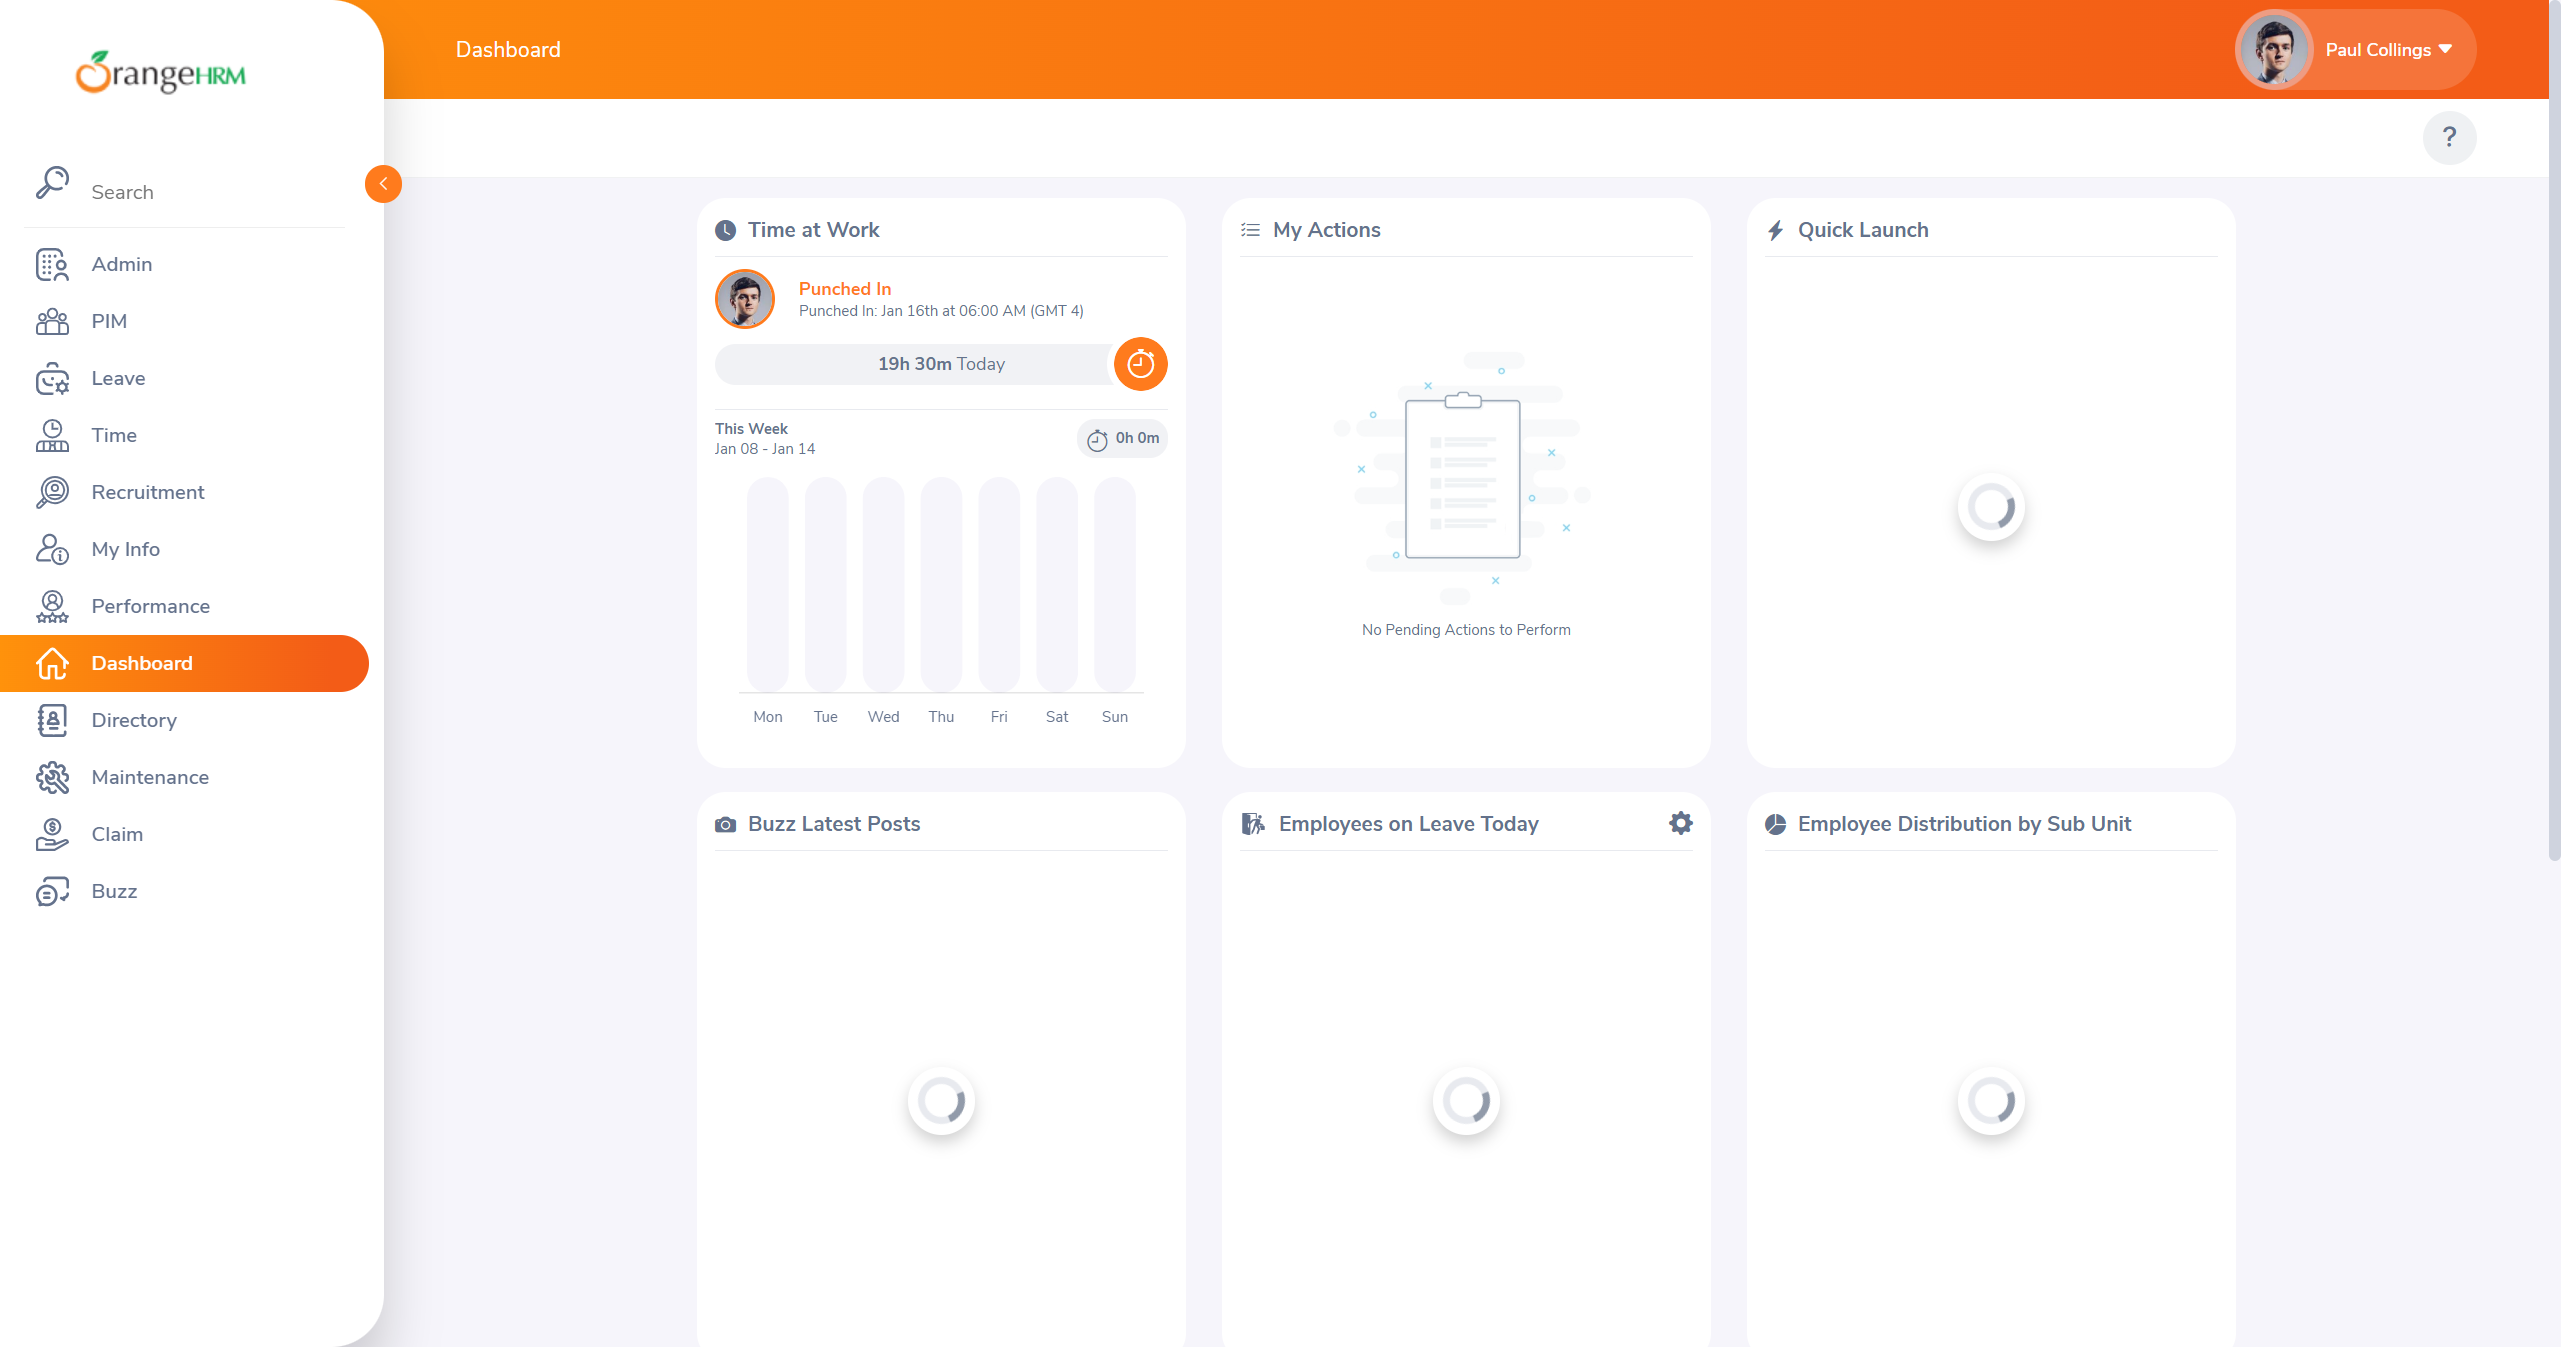 OrangeHRM
Search
Admin
PIM
Leave
Time
Recruitment
My Info
Performance
Dashboard
Directory
Maintenance
Claim
Buzz
Dashboard
Paul Collings
?
Time at Work
Punched In
Punched In: Jan 16th at 06:00 AM (GMT 4)
19h 30m Today
This Week
Jan 08 - Jan 14
0h 0m
Mon Tue Wed Thu Fri Sat Sun
My Actions
No Pending Actions to Perform
Quick Launch
Buzz Latest Posts
Employees on Leave Today
Employee Distribution by Sub Unit